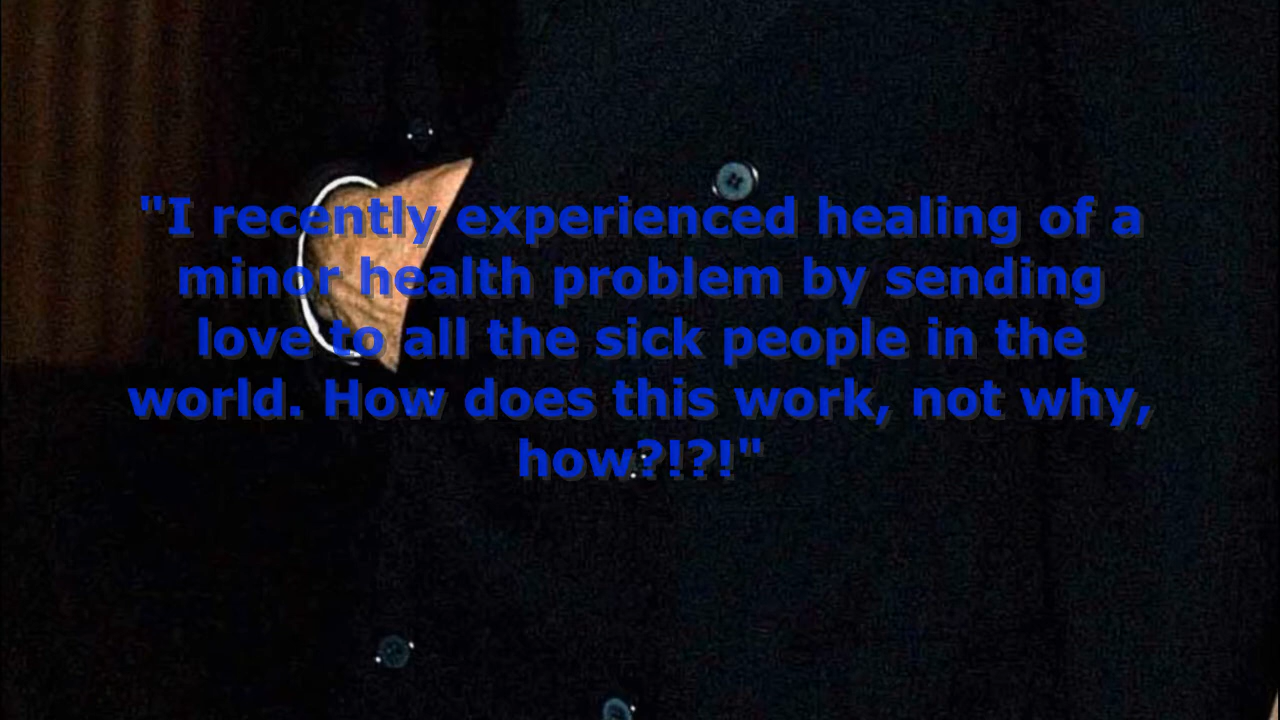 "I recently experienced healing of a
minor health problem by sending
love to all the sick people in the
world. How does this work, not why,
how?!?!"